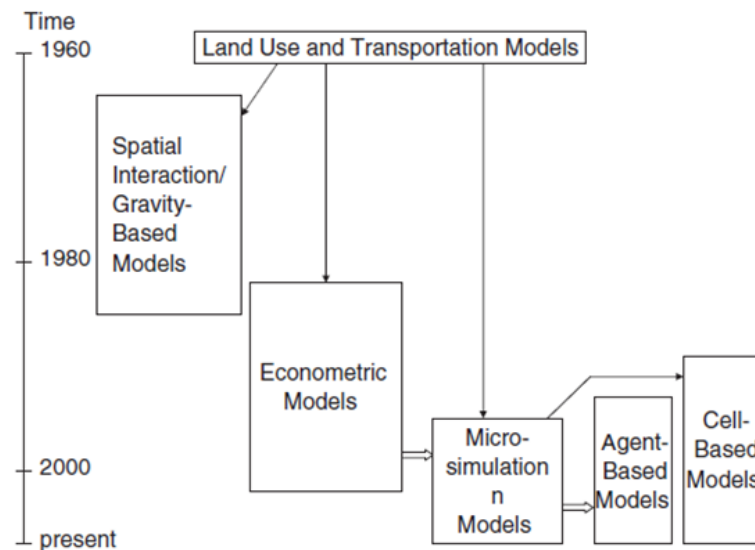 Time
1960
Land Use and Transportation Models
Spatial
Interaction/
Gravity-
Based
Models
1980
Econometric
Models
2000
Micro-
simulation
n
Models
Agent-
Based
Models
Cell-
Based
Models
present